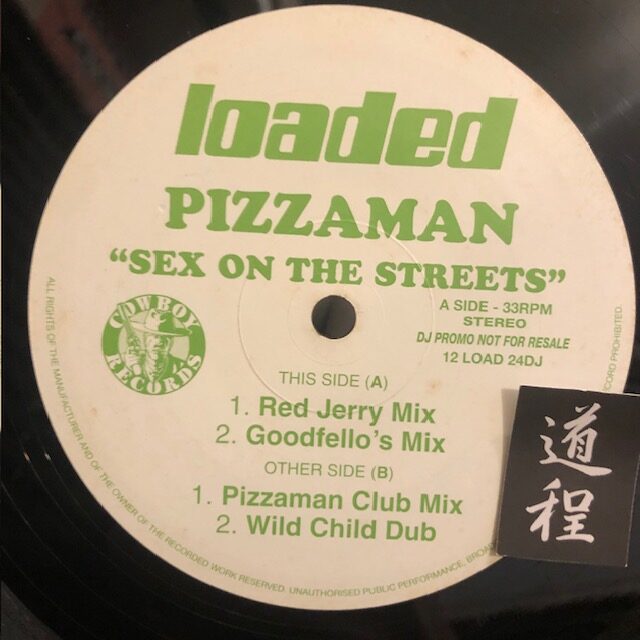 loaded
PIZZAMAN
"SEX ON THE STREETS"
A SIDE - 33RPM
STEREO
DJ PROMO NOT FOR RESALE
12 LOAD 24DJ
COWBOY
RECORDS
THIS SIDE (A)
1. Red Jerry Mix
2. Goodfello's Mix
OTHER SIDE (B)
1. Pizzaman Club Mix
2. Wild Child Dub
ALL RIGHTS OF THE MANUFACTURER AND OF THE OWNER OF THE RECORDED WORK RESERVED. UNAUTHORISED PUBLIC PERFORMANCE,
CORD PROHIBITED.
道程